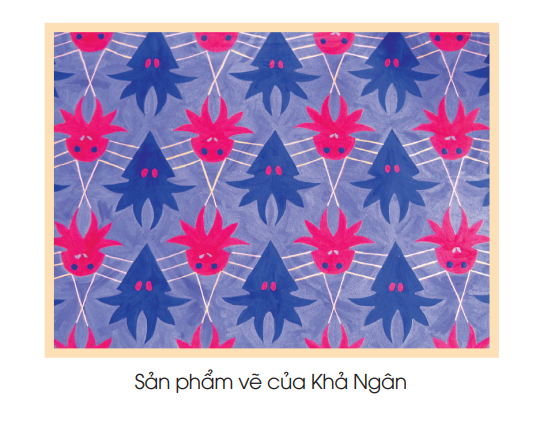 Sản phẩm vẽ của Khả Ngân